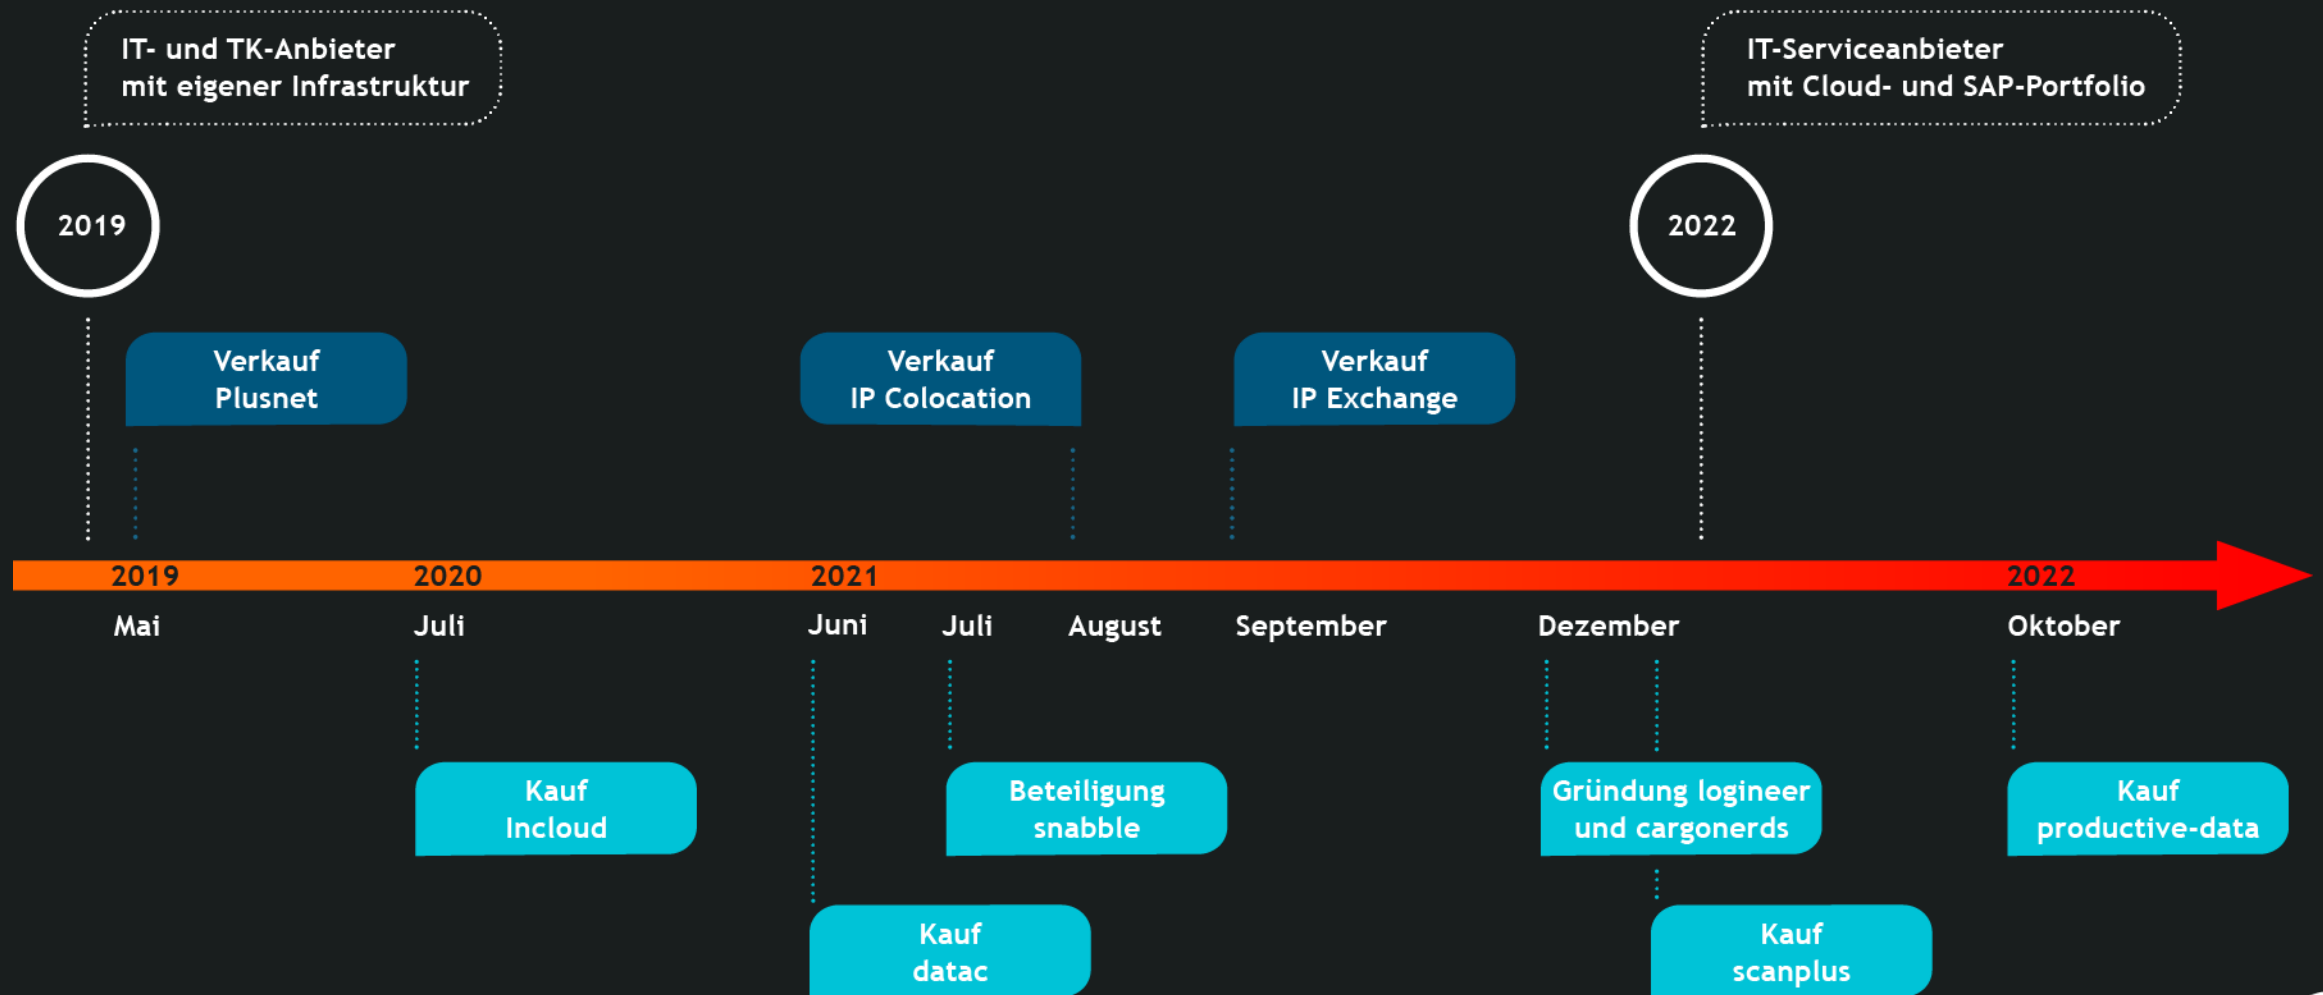 IT- und TK-Anbieter
mit eigener Infrastruktur
IT-Serviceanbieter
mit Cloud- und SAP-Portfolio
2019
2022
Verkauf
Plusnet
Verkauf
IP Colocation
Verkauf
IP Exchange
2019
2020
2021
2022
Mai
Juli
Juni
Juli
August
September
Dezember
Oktober
Kauf
Incloud
Beteiligung
snabble
Gründung logineer
und cargonerds
Kauf
productive-data
Kauf
datac
Kauf
scanplus